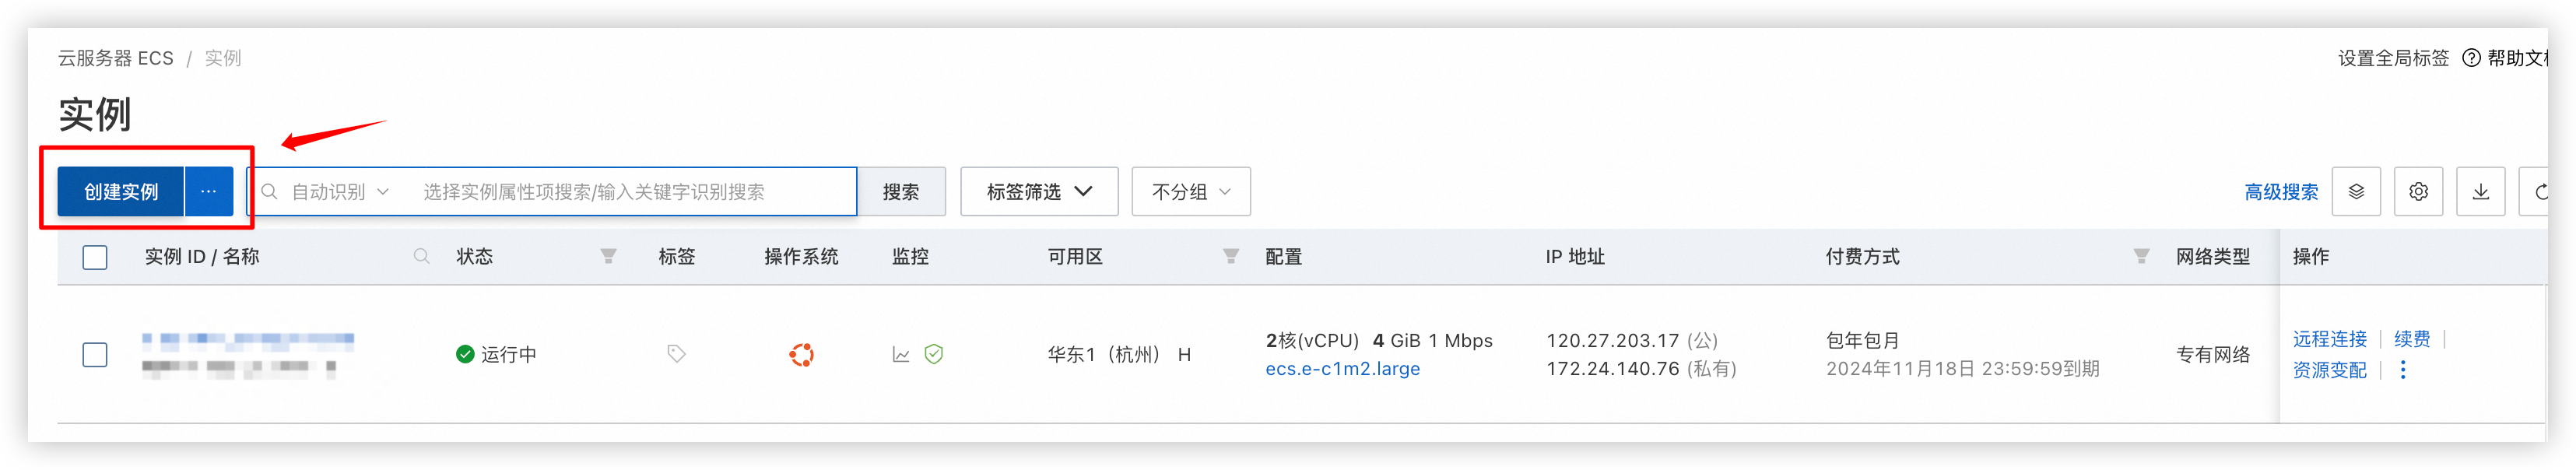 云服务器 ECS / 实例
设置全局标签 帮助文
实例
创建实例 ··· 自动识别 选择实例属性项搜索/输入关键字识别搜索 搜索 标签筛选 不分组 高级搜索
实例 ID / 名称 状态 标签 操作系统 监控 可用区 配置 IP 地址 付费方式 网络类型 操作
运行中 华东1（杭州） H 2核(vCPU) 4 GiB 1 Mbps 120.27.203.17 (公) 包年包月 专有网络 远程连接 | 续费 |
ecs.e-c1m2.large 172.24.140.76 (私有) 2024年11月18日 23:59:59到期 资源变配 |